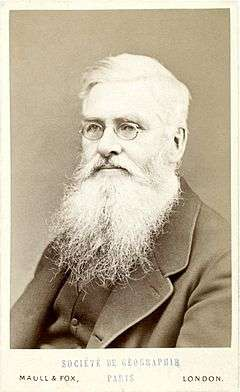 SOCIÉTÉ DE GÉOGRAPHIE
PARIS
MAULL & FOX, LONDON.